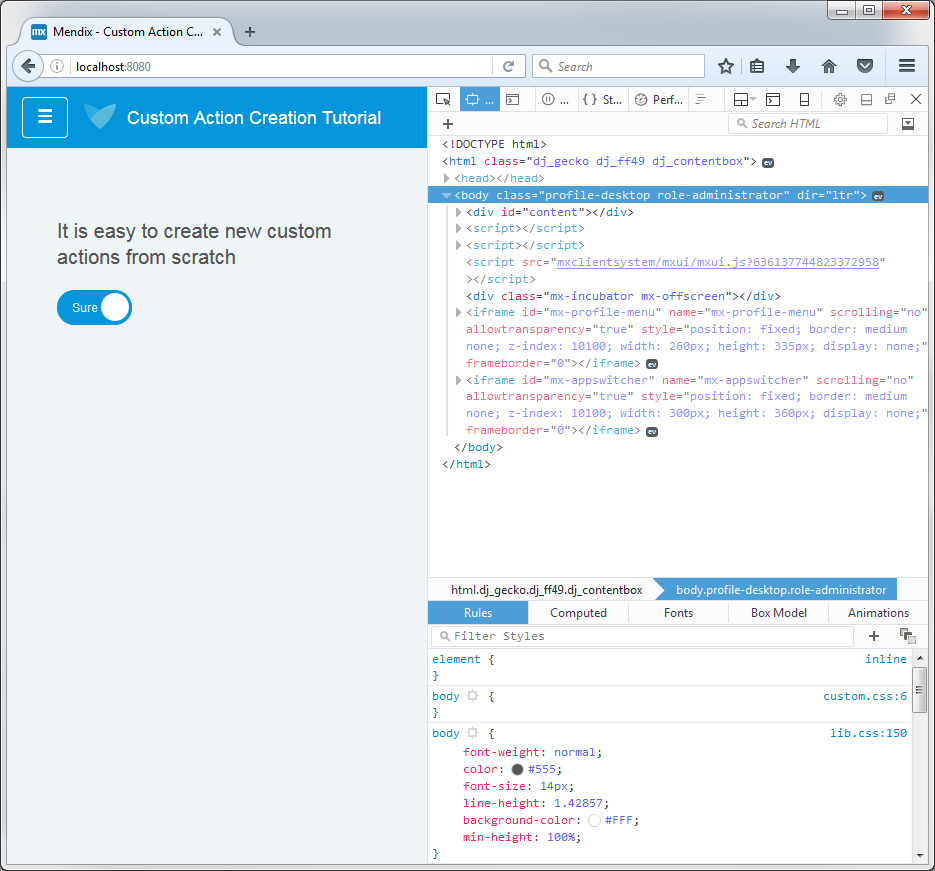 mx Mendix - Custom Action C... × +
localhost:8080
Search
Custom Action Creation Tutorial
It is easy to create new custom
actions from scratch
Sure
... ... { } St... Perf...
+ Search HTML
<!DOCTYPE html>
<html class="dj_gecko dj_ff49 dj_contentbox"> ev
<head></head>
<body class="profile-desktop role-administrator" dir="ltr"> ev
<div id="content"></div>
<script></script>
<script></script>
<script src="mxclientsystem/mxui/mxui.js?636137744823372958"
></script>
<div class="mx-incubator mx-offscreen"></div>
<iframe id="mx-profile-menu" name="mx-profile-menu" scrolling="no"
allowtransparency="true" style="position: fixed; border: medium
none; z-index: 10100; width: 260px; height: 335px; display: none;"
frameborder="0"></iframe> ev
<iframe id="mx-appswitcher" name="mx-appswitcher" scrolling="no"
allowtransparency="true" style="position: fixed; border: medium
none; z-index: 10100; width: 300px; height: 360px; display: none;"
frameborder="0"></iframe> ev
</body>
</html>
html.dj_gecko.dj_ff49.dj_contentbox body.profile-desktop.role-administrator
Rules Computed Fonts Box Model Animations
Filter Styles +
element { inline
}
body { custom.css:6
}
body { lib.css:150
font-weight: normal;
color: #555;
font-size: 14px;
line-height: 1.42857;
background-color: #FFF;
min-height: 100%;
}